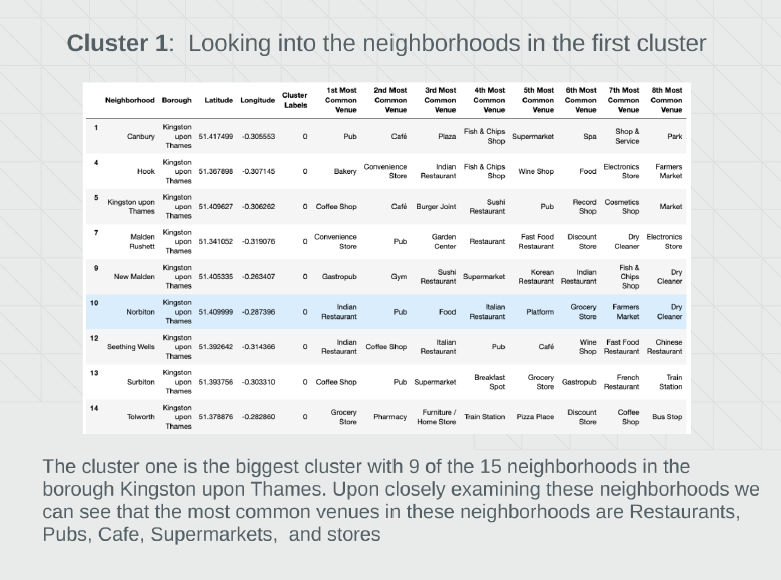 Cluster 1:  Looking into the neighborhoods in the first cluster
Neighborhood Borough Latitude Longitude Cluster Labels 1st Most Common Venue 2nd Most Common Venue 3rd Most Common Venue 4th Most Common Venue 5th Most Common Venue 6th Most Common Venue 7th Most Common Venue 8th Most Common Venue
1 Canbury Kingston upon Thames 51.417499 -0.305553 0 Pub Café Plaza Fish & Chips Shop Supermarket Spa Shop & Service Park
4 Hook Kingston upon Thames 51.367898 -0.307145 0 Bakery Convenience Store Indian Restaurant Fish & Chips Shop Wine Shop Food Electronics Store Farmers Market
5 Kingston upon Thames Kingston upon Thames 51.409627 -0.306262 0 Coffee Shop Café Burger Joint Sushi Restaurant Pub Record Shop Cosmetics Shop Market
7 Malden Rushett Kingston upon Thames 51.341052 -0.319076 0 Convenience Store Pub Garden Center Restaurant Fast Food Restaurant Discount Store Dry Cleaner Electronics Store
9 New Malden Kingston upon Thames 51.405335 -0.263407 0 Gastropub Gym Sushi Restaurant Supermarket Korean Restaurant Indian Restaurant Fish & Chips Shop Dry Cleaner
10 Norbiton Kingston upon Thames 51.409999 -0.287396 0 Indian Restaurant Pub Food Italian Restaurant Platform Grocery Store Farmers Market Dry Cleaner
12 Seething Wells Kingston upon Thames 51.392642 -0.314366 0 Indian Restaurant Coffee Shop Italian Restaurant Pub Café Wine Shop Fast Food Restaurant Chinese Restaurant
13 Surbiton Kingston upon Thames 51.393756 -0.303310 0 Coffee Shop Pub Supermarket Breakfast Spot Grocery Store Gastropub French Restaurant Train Station
14 Tolworth Kingston upon Thames 51.378876 -0.282860 0 Grocery Store Pharmacy Furniture / Home Store Train Station Pizza Place Discount Store Coffee Shop Bus Stop
The cluster one is the biggest cluster with 9 of the 15 neighborhoods in the
borough Kingston upon Thames. Upon closely examining these neighborhoods we
can see that the most common venues in these neighborhoods are Restaurants,
Pubs, Cafe, Supermarkets,  and stores